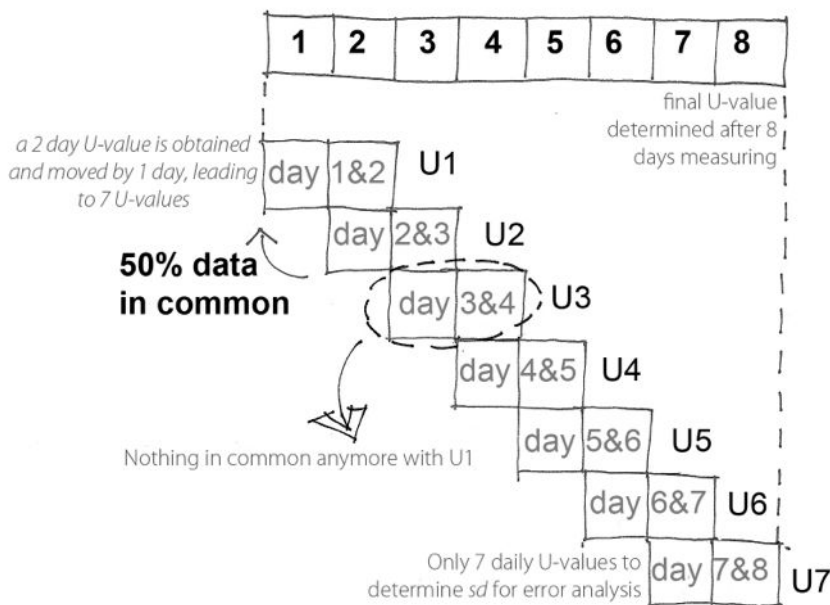 1 2 3 4 5 6 7 8
final U-value
determined after 8
days measuring
a 2 day U-value is obtained
and moved by 1 day, leading
to 7 U-values
day 1&2 U1
day 2&3 U2
50% data
in common
day 3&4 U3
day 4&5 U4
Nothing in common anymore with U1
day 5&6 U5
day 6&7 U6
Only 7 daily U-values to
determine sd for error analysis
day 7&8 U7